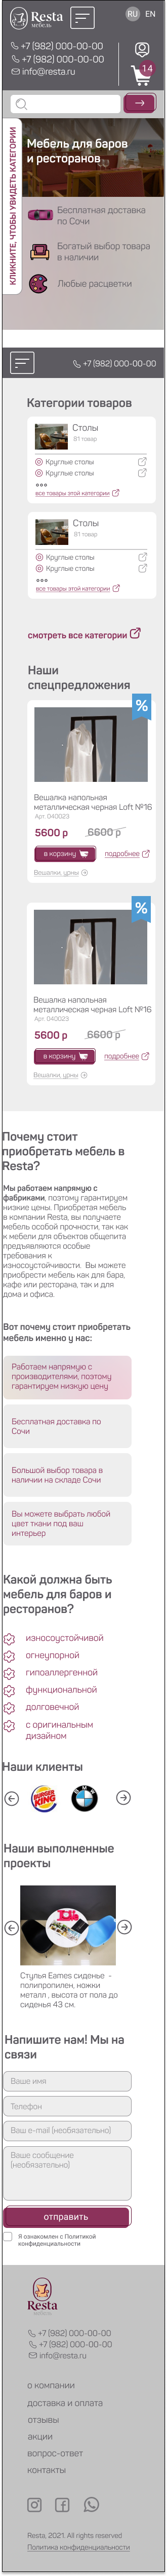 Resta
МЕБЕЛЬ
RU EN
+7 (982) 000-00-00
+7 (982) 000-00-00
info@resta.ru
14
КЛИКНИТЕ, ЧТОБЫ УВИДЕТЬ КАТЕГОРИИ
Мебель для баров
и ресторанов
Бесплатная доставка
по Сочи
Богатый выбор товара
в наличии
Любые расцветки
+7 (982) 000-00-00
Категории товаров
Столы
81 товар
Круглые столы
Круглые столы
все товары этой категории
Столы
81 товар
Круглые столы
Круглые столы
все товары этой категории
смотреть все категории
Наши
спецпредложения
%
Вешалка напольная
металлическая черная Loft №16
Арт. 040023
5600 р 6600 р
в корзину подробнее
Вешалки, урны
%
Вешалка напольная
металлическая черная Loft №16
Арт. 040023
5600 р 6600 р
в корзину подробнее
Вешалки, урны
Почему стоит
приобретать мебель в
Resta?
Мы работаем напрямую с
фабриками, поэтому гарантируем
низкие цены. Приобретая мебель
в компании Resta, вы получаете
мебель особой прочности, так как
к мебели для объектов общепита
предъявляются особые
требования к
износоустойчивости. Вы можете
приобрести мебель как для бара,
кафе или ресторана, так и для
дома и офиса.
Вот почему стоит приобретать
мебель именно у нас:
Работаем напрямую с
производителями, поэтому
гарантируем низкую цену
Бесплатная доставка по
Сочи
Большой выбор товара в
наличии на складе Сочи
Вы можете выбрать любой
цвет ткани под ваш
интерьер
Какой должна быть
мебель для баров и
ресторанов?
износоустойчивой
огнеупорной
гипоаллергенной
функциональной
долговечной
с оригинальным
дизайном
Наши клиенты
BURGER
KING
BMW
Наши выполненные
проекты
Стулья Eames сиденье -
полипропилен, ножки
металл , высота от пола до
сиденья 43 см.
Напишите нам! Мы на
связи
Ваше имя
Телефон
Ваш e-mail (необязательно)
Ваше сообщение
(необязательно)
отправить
Я ознакомлен с Политикой
конфиденциальности
Resta
МЕБЕЛЬ
+7 (982) 000-00-00
+7 (982) 000-00-00
info@resta.ru
о компании
доставка и оплата
отзывы
акции
вопрос-ответ
контакты
Resta, 2021. All rights reserved
Политика конфиденциальности